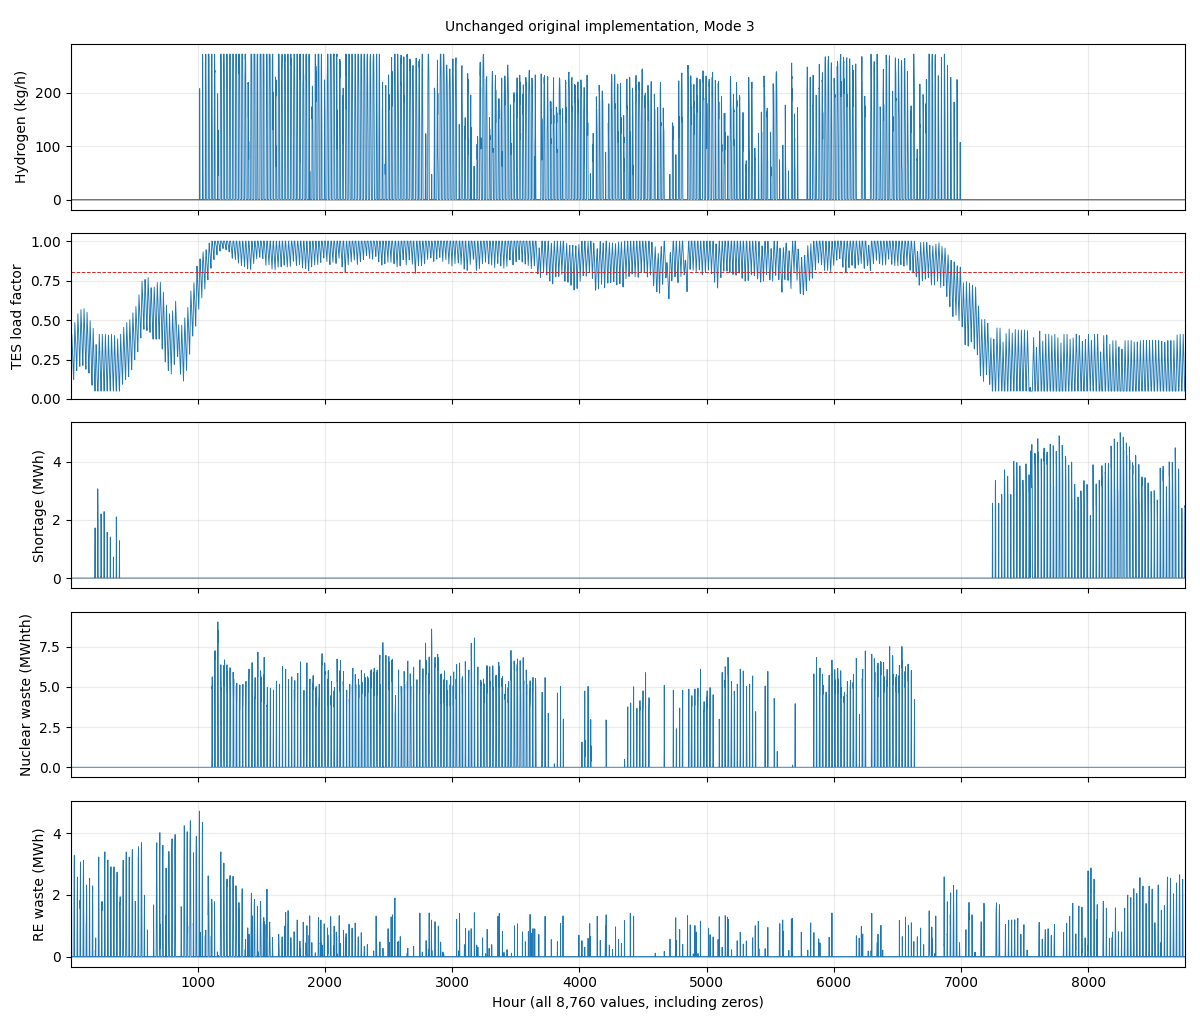 Unchanged original implementation, Mode 3
Hydrogen (kg/h)
200
100
0
TES load factor
1.00
0.75
0.50
0.25
0.00
Shortage (MWh)
4
2
0
Nuclear waste (MWhth)
7.5
5.0
2.5
0.0
RE waste (MWh)
4
2
0
1000 2000 3000 4000 5000 6000 7000 8000
Hour (all 8,760 values, including zeros)